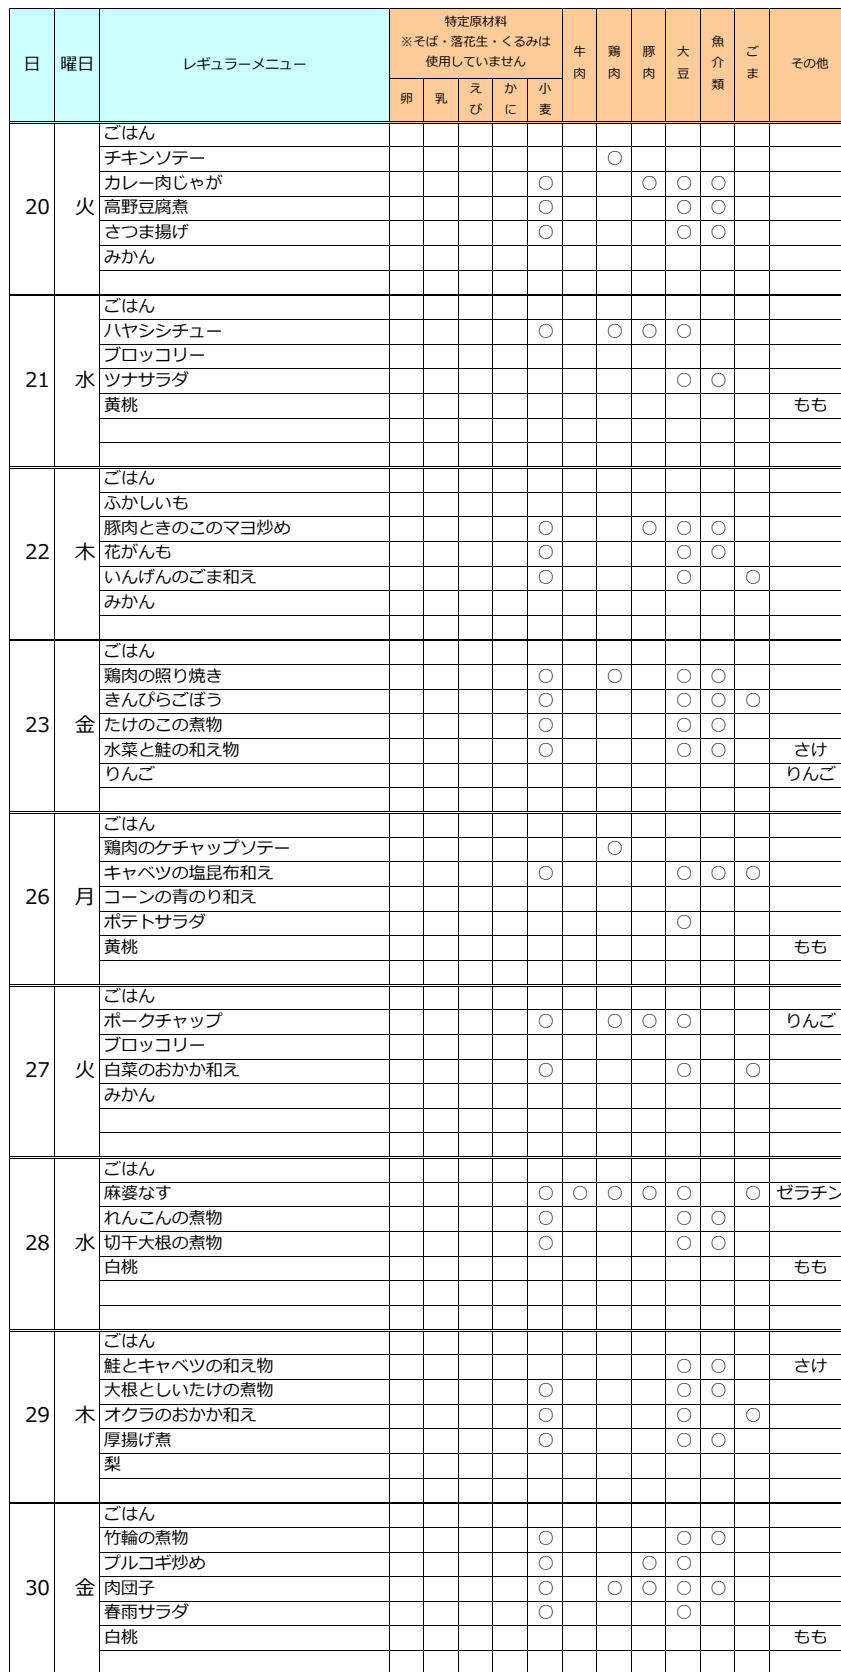 日 曜日 レギュラーメニュー 特定原材料 ※そば・落花生・くるみは 使用していません 牛肉 鶏肉 豚肉 大豆 魚介類 ごま その他
卵 乳 えび かに 小麦
20 火
ごはん
チキンソテー ○
カレー肉じゃが ○ ○ ○ ○
高野豆腐煮 ○ ○ ○
さつま揚げ ○ ○ ○
みかん
21 水
ごはん
ハヤシシチュー ○ ○ ○ ○
ブロッコリー
ツナサラダ ○ ○
黄桃 もも
22 木
ごはん
ふかしいも
豚肉ときのこのマヨ炒め ○ ○ ○ ○
花がんも ○ ○ ○
いんげんのごま和え ○ ○ ○
みかん
23 金
ごはん
鶏肉の照り焼き ○ ○ ○ ○
きんぴらごぼう ○ ○ ○ ○
たけのこの煮物 ○ ○ ○
水菜と鮭の和え物 ○ ○ ○ さけ
りんご りんご
26 月
ごはん
鶏肉のケチャップソテー ○
キャベツの塩昆布和え ○ ○ ○ ○
コーンの青のり和え
ポテトサラダ ○
黄桃 もも
27 火
ごはん
ポークチャップ ○ ○ ○ ○ りんご
ブロッコリー
白菜のおかか和え ○ ○ ○
みかん
28 水
ごはん
麻婆なす ○ ○ ○ ○ ○ ○ ゼラチン
れんこんの煮物 ○ ○ ○
切干大根の煮物 ○ ○ ○
白桃 もも
29 木
ごはん
鮭とキャベツの和え物 ○ ○ さけ
大根としいたけの煮物 ○ ○ ○
オクラのおかか和え ○ ○ ○
厚揚げ煮 ○ ○ ○
梨
30 金
ごはん
竹輪の煮物 ○ ○ ○
プルコギ炒め ○ ○ ○
肉団子 ○ ○ ○ ○ ○
春雨サラダ ○ ○
白桃 もも